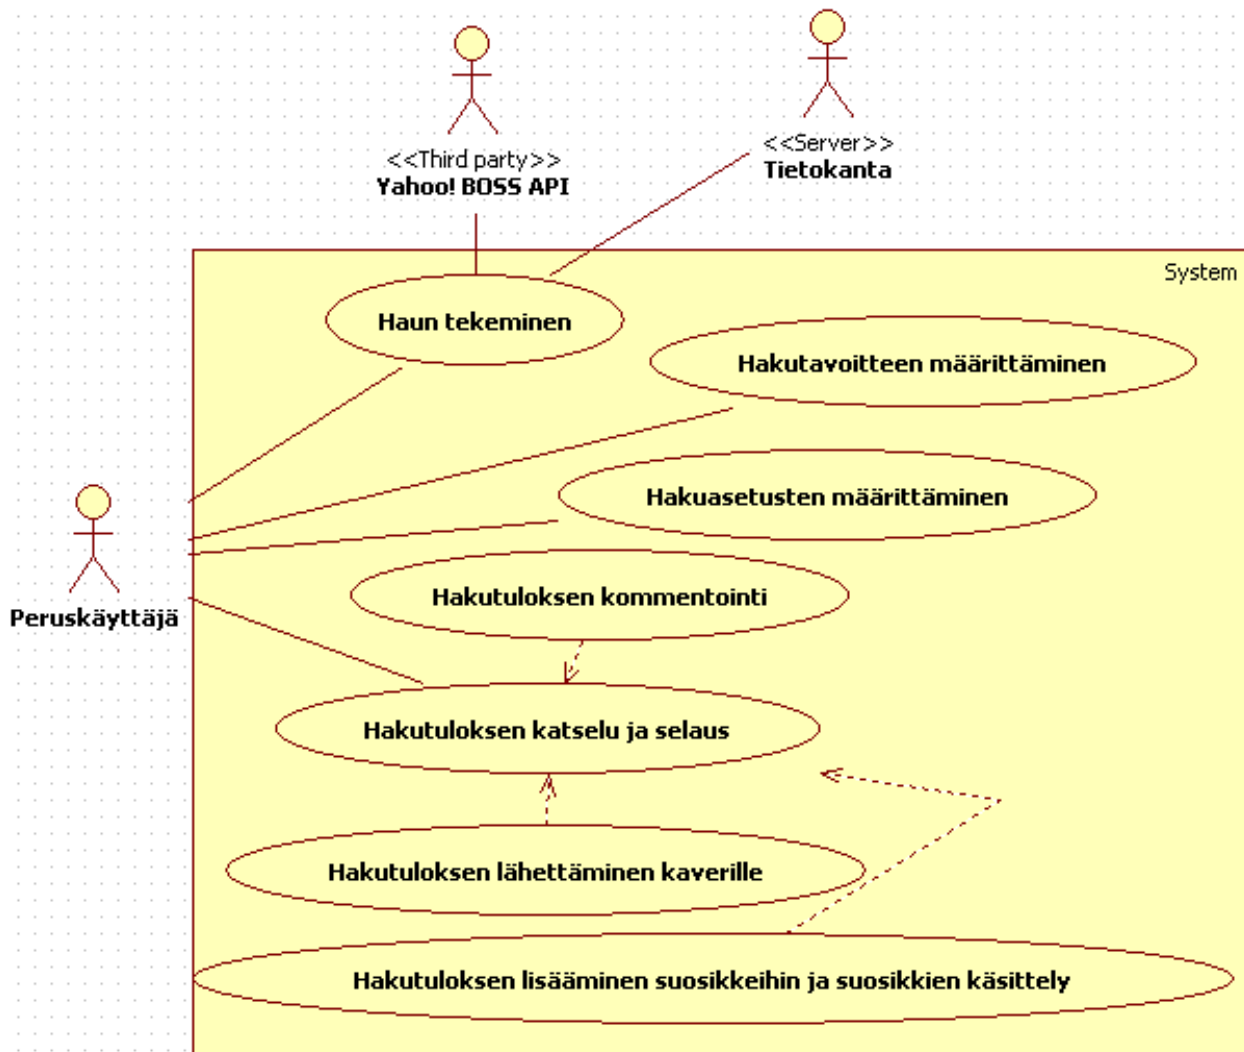 <<Third party>>
Yahoo! BOSS API
<<Server>>
Tietokanta
System
Haun tekeminen
Hakutavoitteen määrittäminen
Hakuasetusten määrittäminen
Peruskäyttäjä
Hakutuloksen kommentointi
Hakutuloksen katselu ja selaus
Hakutuloksen lähettäminen kaverille
Hakutuloksen lisääminen suosikkeihin ja suosikkien käsittely